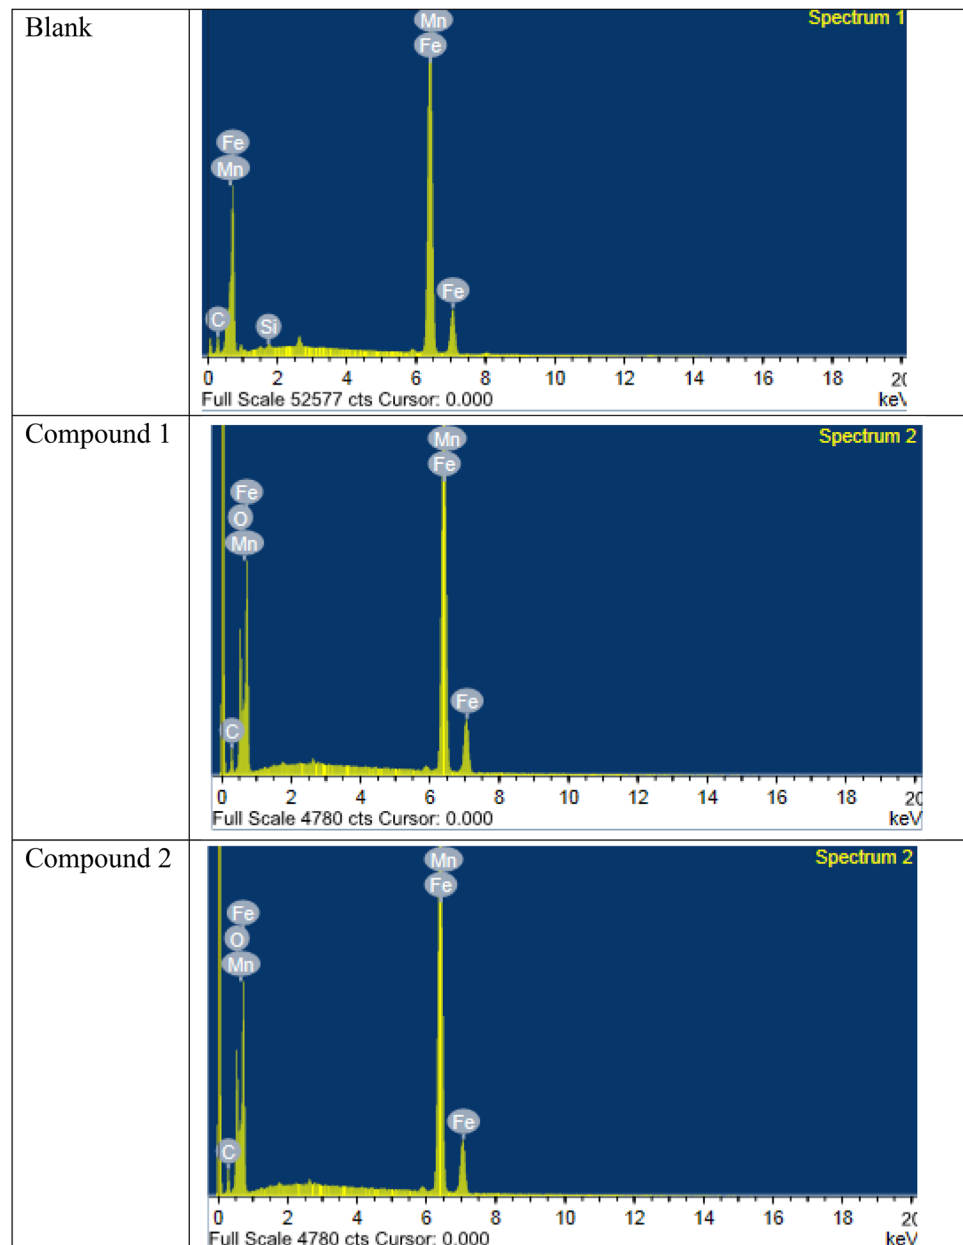 Blank
Spectrum 1
Mn
Fe
Fe
Mn
Fe
C
Si
0 2 4 6 8 10 12 14 16 18
Full Scale 52577 cts Cursor: 0.000
Compound 1
Spectrum 2
Mn
Fe
Fe
O
Mn
Fe
C
0 2 4 6 8 10 12 14 16 18 20
Full Scale 4780 cts Cursor: 0.000 keV
Compound 2
Spectrum 2
Mn
Fe
Fe
O
Mn
Fe
C
0 2 4 6 8 10 12 14 16 18
Full Scale 4780 cts Cursor: 0.000 keV